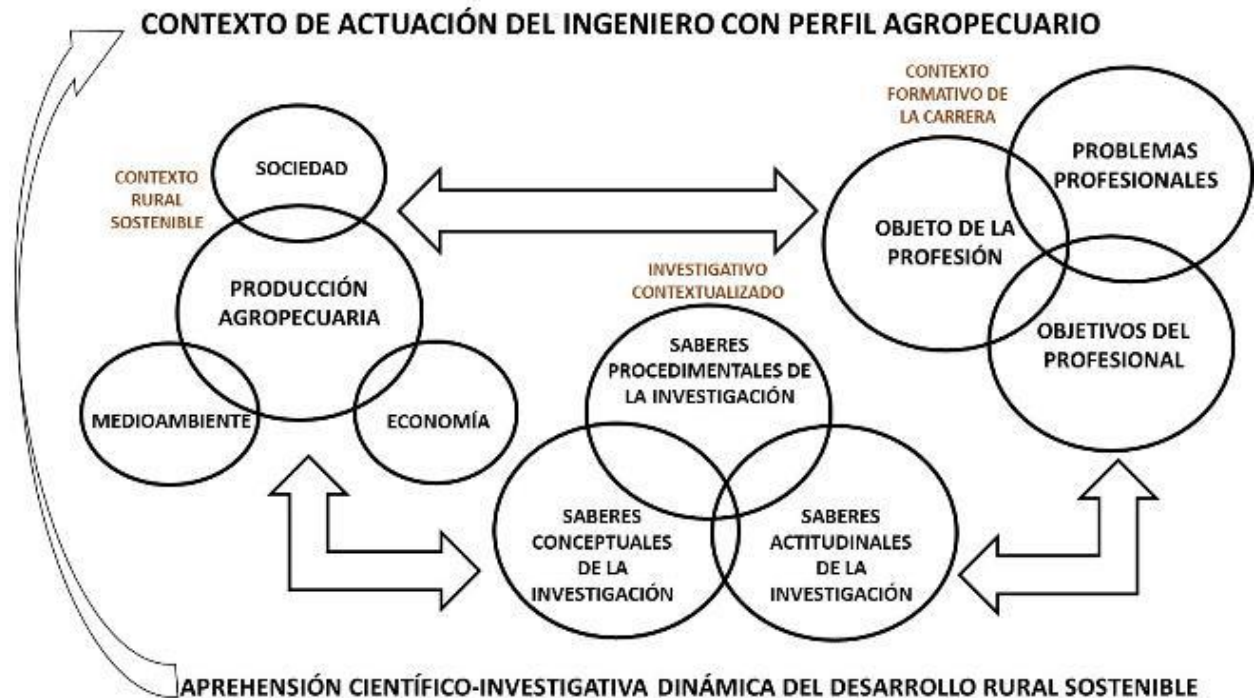 CONTEXTO DE ACTUACIÓN DEL INGENIERO CON PERFIL AGROPECUARIO
CONTEXTO
RURAL
SOSTENIBLE
SOCIEDAD
PRODUCCIÓN
AGROPECUARIA
MEDIOAMBIENTE
ECONOMÍA
CONTEXTO
FORMATIVO DE
LA CARRERA
PROBLEMAS
PROFESIONALES
OBJETO DE LA
PROFESIÓN
OBJETIVOS DEL
PROFESIONAL
INVESTIGATIVO
CONTEXTUALIZADO
SABERES
PROCEDIMENTALES DE
LA INVESTIGACIÓN
SABERES
CONCEPTUALES
DE LA
INVESTIGACIÓN
SABERES
ACTITUDINALES
DE LA
INVESTIGACIÓN
APREHENSIÓN CIENTÍFICO-INVESTIGATIVA DINÁMICA DEL DESARROLLO RURAL SOSTENIBLE